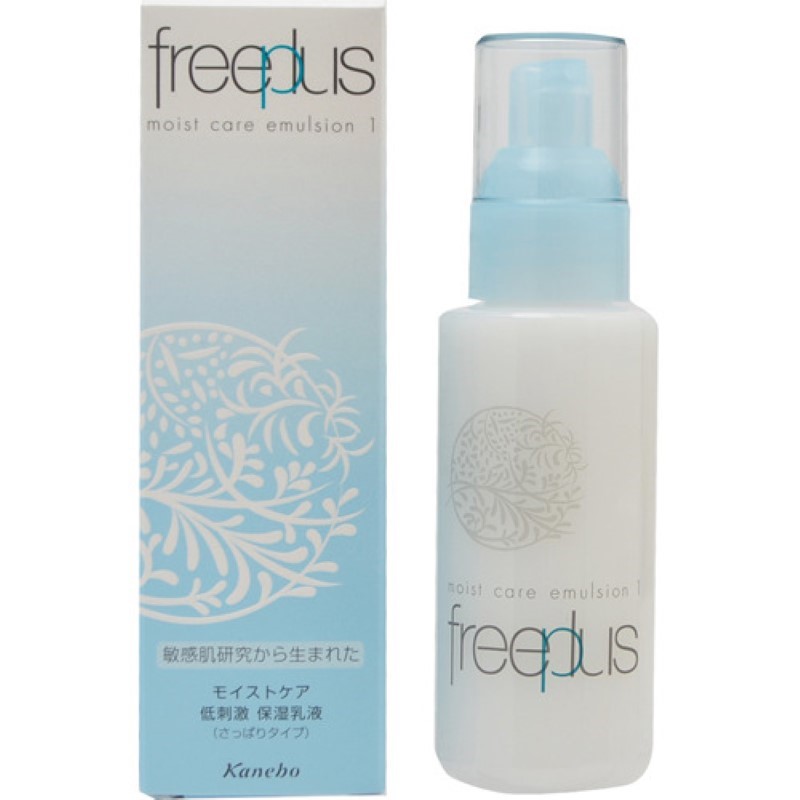 freeplus
moist care emulsion 1
敏感肌研究から生まれた
モイストケア
低刺激 保湿乳液
(さっぱりタイプ)
Kanebo
moist care emulsion 1
freeplus